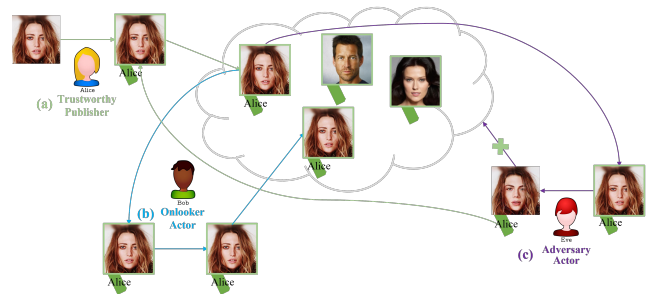 Alice
Alice
Alice
(a) Trustworthy
Publisher
Alice
Alice
(b)
Bob
Onlooker
Actor
Alice
Alice
Eve
(c) Adversary
Actor
Alice
Alice